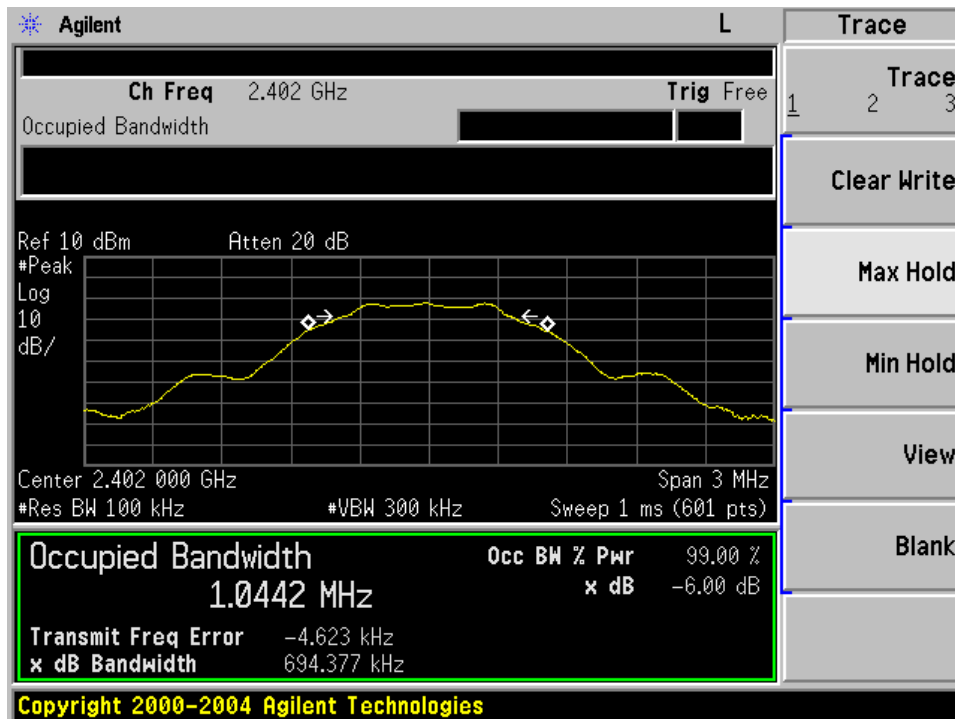 Agilent L Trace
Ch Freq 2.402 GHz Trig Free
Occupied Bandwidth
Trace
1 2 3
Clear Write
Ref 10 dBm Atten 20 dB
#Peak
Log
10
dB/
Max Hold
Min Hold
View
Center 2.402 000 GHz Span 3 MHz
#Res BW 100 kHz #VBW 300 kHz Sweep 1 ms (601 pts)
Blank
Occupied Bandwidth Occ BW % Pwr 99.00 %
1.0442 MHz x dB -6.00 dB
Transmit Freq Error -4.623 kHz
x dB Bandwidth 694.377 kHz
Copyright 2000-2004 Agilent Technologies